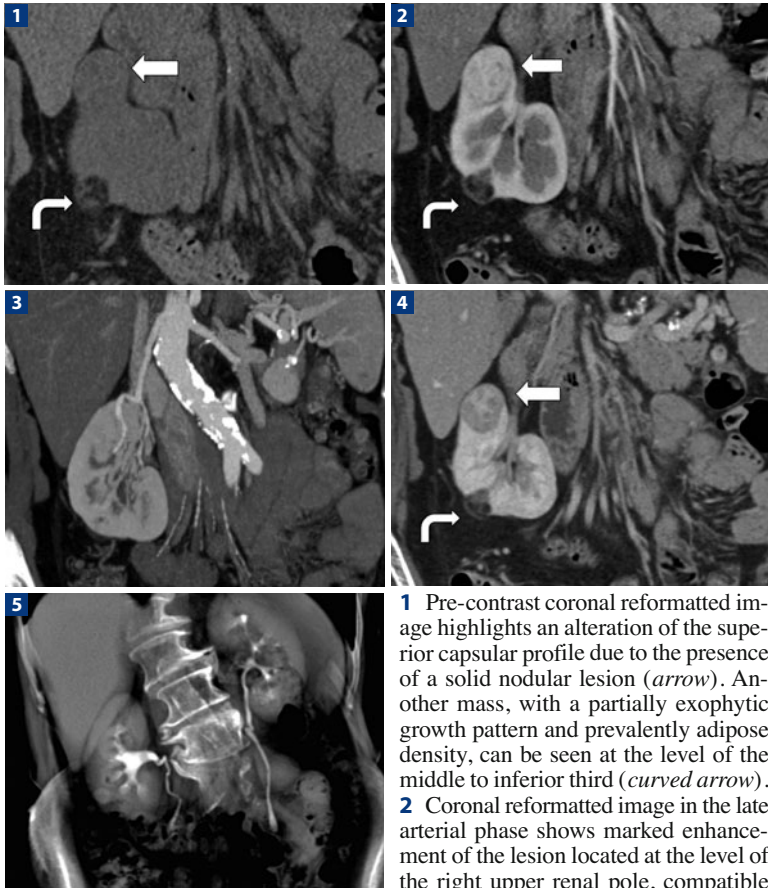 1
2
3
4
5
1 Pre-contrast coronal reformatted im-
age highlights an alteration of the supe-
rior capsular profile due to the presence
of a solid nodular lesion (arrow). An-
other mass, with a partially exophytic
growth pattern and prevalently adipose
density, can be seen at the level of the
middle to inferior third (curved arrow).
2 Coronal reformatted image in the late
arterial phase shows marked enhance-
ment of the lesion located at the level of
the right upper renal pole, compatible